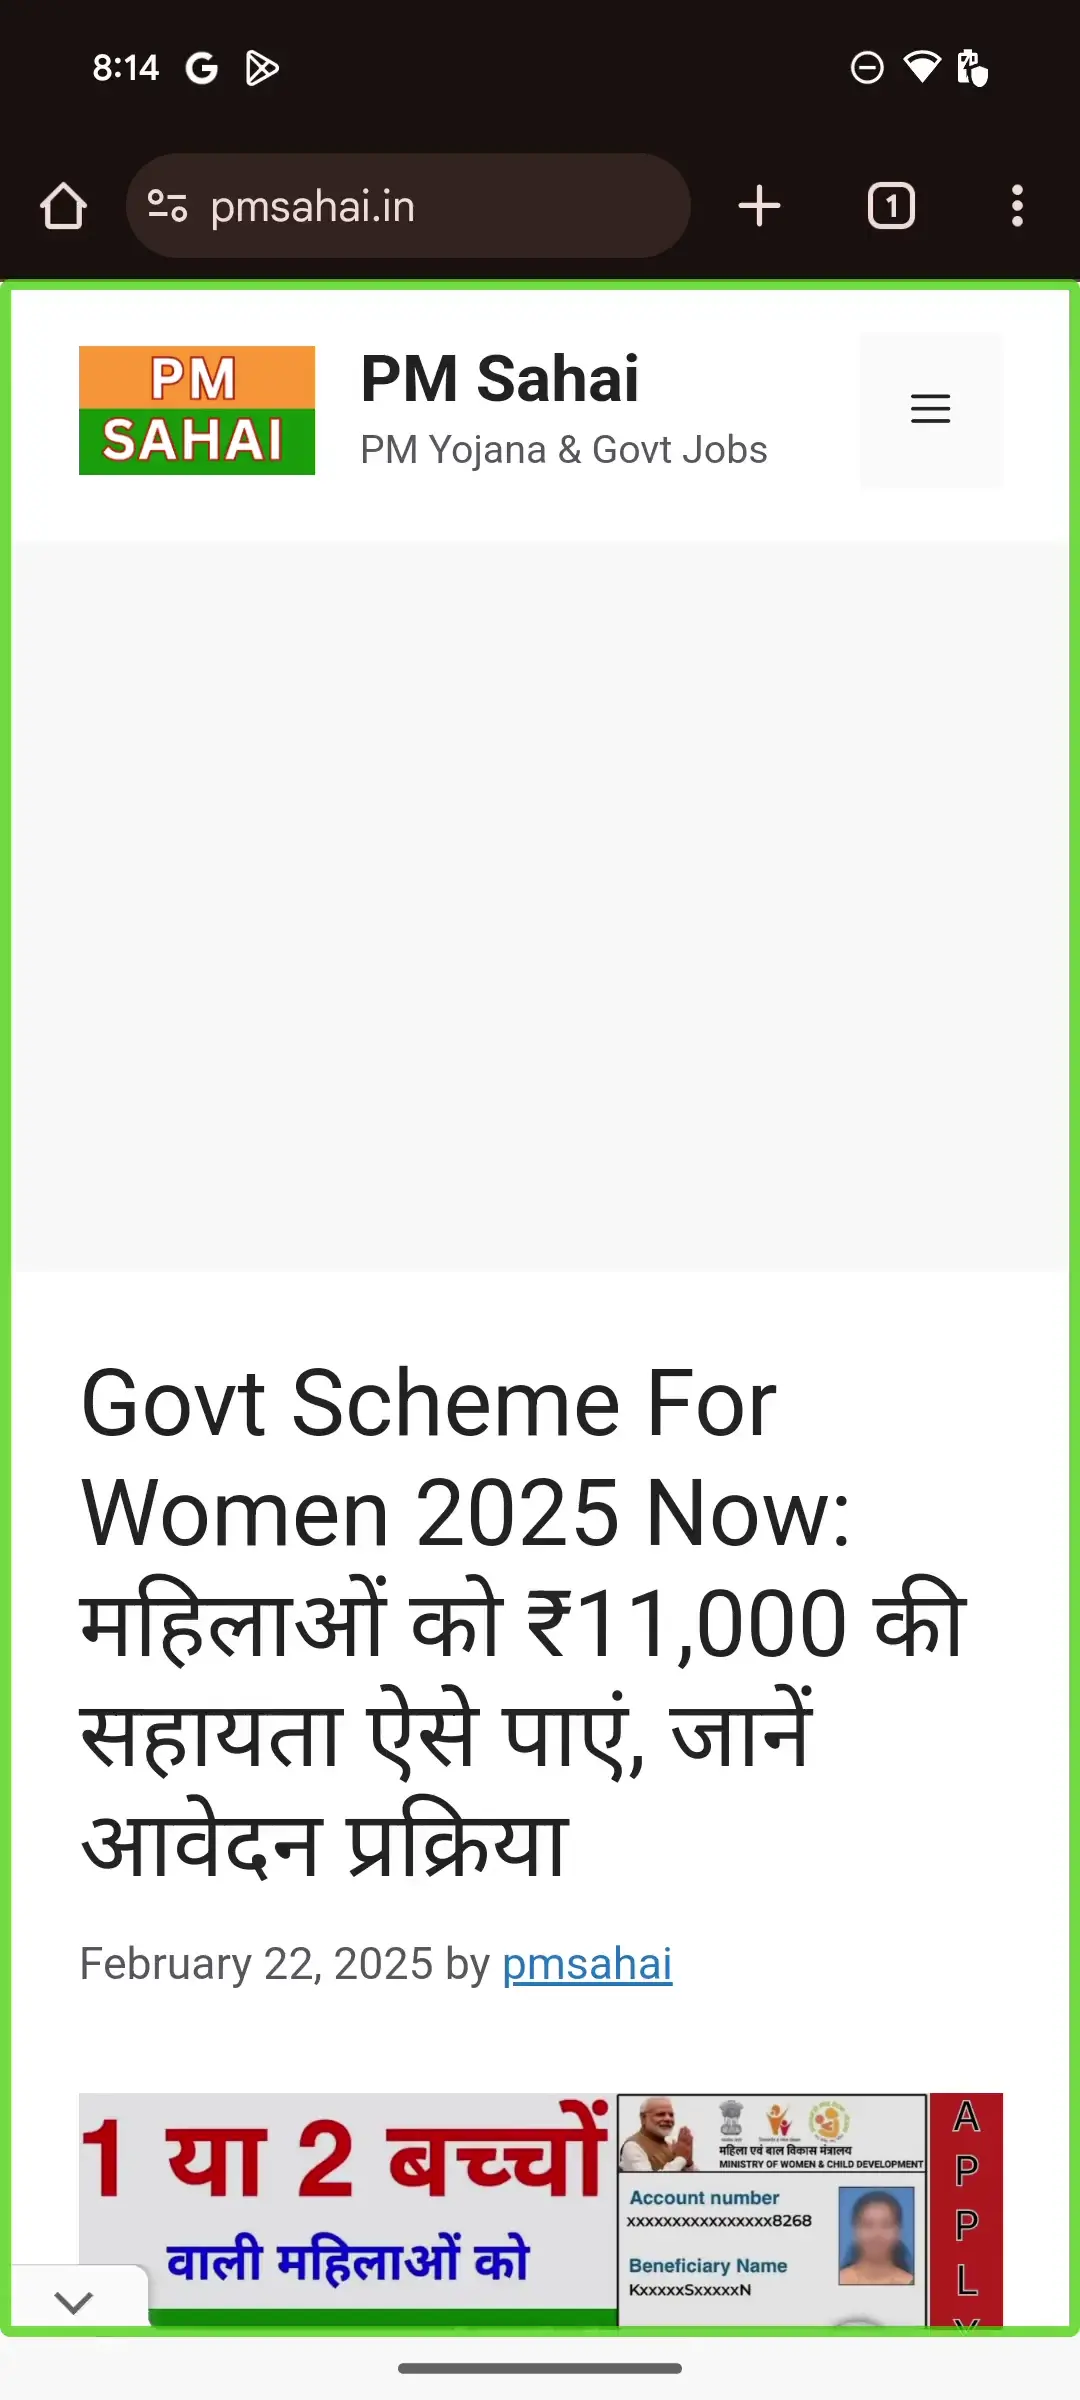 8:14
pmsahai.in
1
PM
SAHAI
PM Sahai
PM Yojana & Govt Jobs
Govt Scheme For
Women 2025 Now:
महिलाओं को ₹11,000 की
सहायता ऐसे पाएं, जानें
आवेदन प्रक्रिया
February 22, 2025 by pmsahai
1 या 2 बच्चों
वाली महिलाओं को
महिला एवं बाल विकास मंत्रालय
MINISTRY OF WOMEN & CHILD DEVELOPMENT
Account number
xxxxxxxxxxxxxxxx8268
Beneficiary Name
KxxxxxSxxxxxN
APPLY